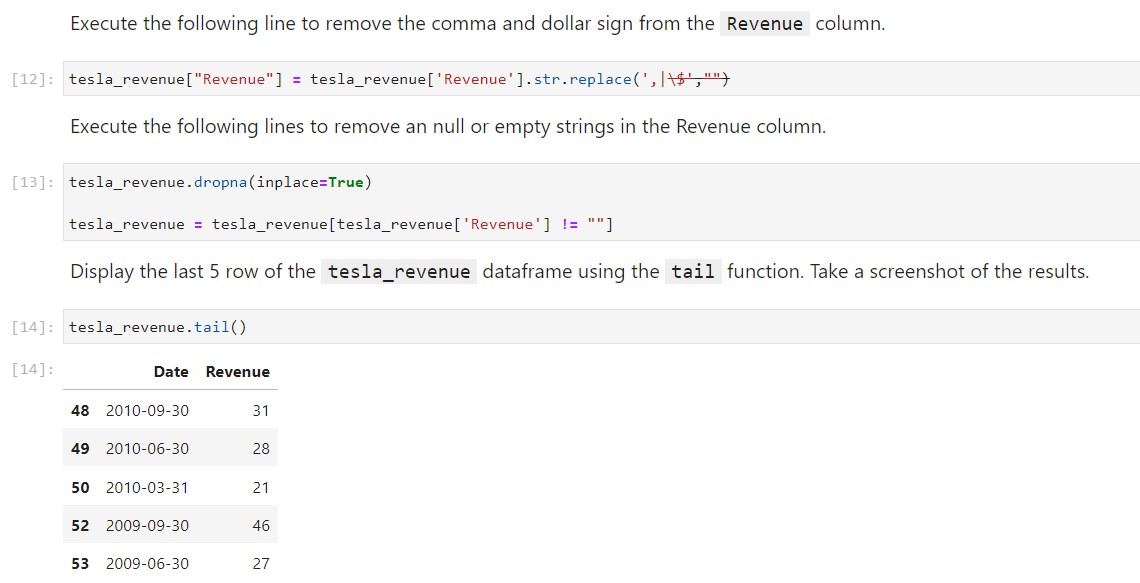 Execute the following line to remove the comma and dollar sign from the Revenue column.
[12]: tesla_revenue["Revenue"] = tesla_revenue['Revenue'].str.replace(',|\$',"")
Execute the following lines to remove an null or empty strings in the Revenue column.
[13]: tesla_revenue.dropna(inplace=True)
tesla_revenue = tesla_revenue[tesla_revenue['Revenue'] != ""]
Display the last 5 row of the tesla_revenue dataframe using the tail function. Take a screenshot of the results.
[14]: tesla_revenue.tail()
[14]: Date Revenue
48 2010-09-30 31
49 2010-06-30 28
50 2010-03-31 21
52 2009-09-30 46
53 2009-06-30 27